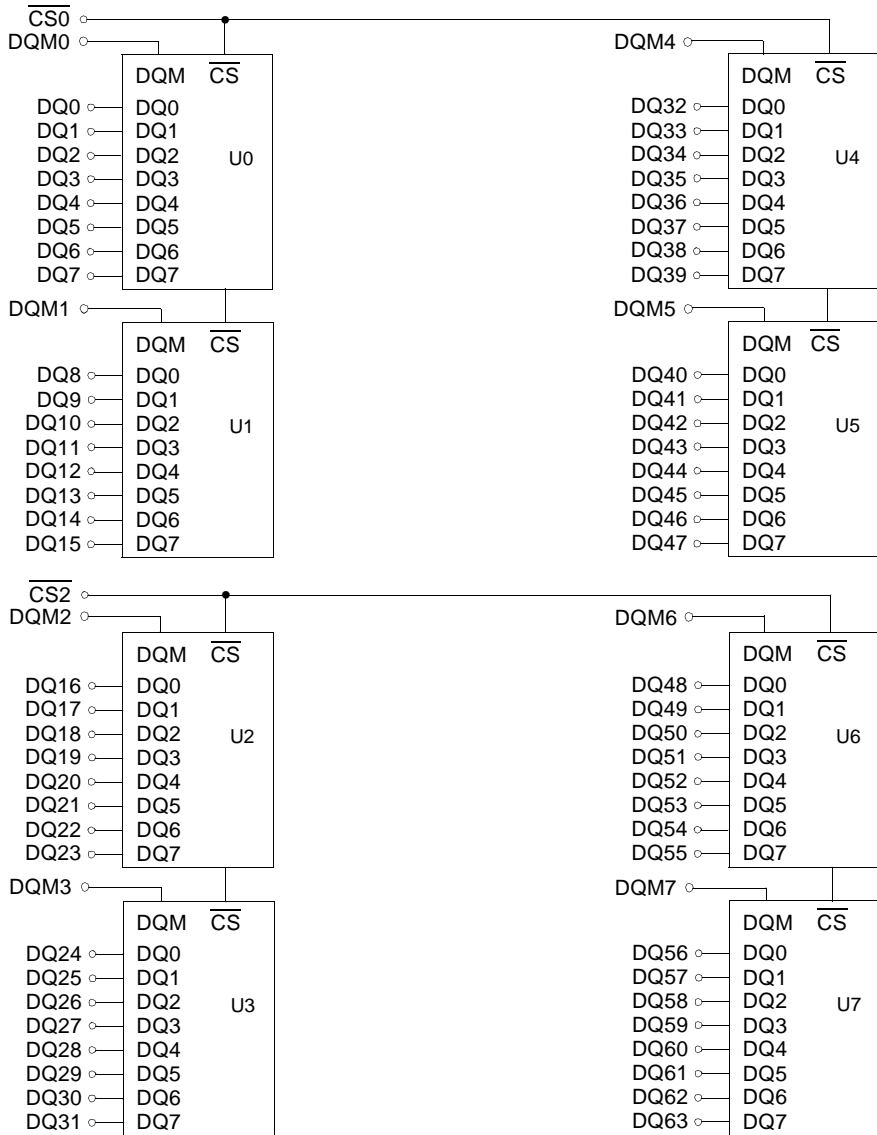 CS0
DQM0
DQM CS
DQ0 DQ0
DQ1 DQ1
DQ2 DQ2
U0
DQ3 DQ3
DQ4 DQ4
DQ5 DQ5
DQ6 DQ6
DQ7 DQ7
DQM1
DQM CS
DQ8 DQ0
DQ9 DQ1
DQ10 DQ2
U1
DQ11 DQ3
DQ12 DQ4
DQ13 DQ5
DQ14 DQ6
DQ15 DQ7
DQM4
DQM CS
DQ32 DQ0
DQ33 DQ1
DQ34 DQ2
U4
DQ35 DQ3
DQ36 DQ4
DQ37 DQ5
DQ38 DQ6
DQ39 DQ7
DQM5
DQM CS
DQ40 DQ0
DQ41 DQ1
DQ42 DQ2
U5
DQ43 DQ3
DQ44 DQ4
DQ45 DQ5
DQ46 DQ6
DQ47 DQ7
CS2
DQM2
DQM CS
DQ16 DQ0
DQ17 DQ1
DQ18 DQ2
U2
DQ19 DQ3
DQ20 DQ4
DQ21 DQ5
DQ22 DQ6
DQ23 DQ7
DQM3
DQM CS
DQ24 DQ0
DQ25 DQ1
DQ26 DQ2
U3
DQ27 DQ3
DQ28 DQ4
DQ29 DQ5
DQ30 DQ6
DQ31 DQ7
DQM6
DQM CS
DQ48 DQ0
DQ49 DQ1
DQ50 DQ2
U6
DQ51 DQ3
DQ52 DQ4
DQ53 DQ5
DQ54 DQ6
DQ55 DQ7
DQM7
DQM CS
DQ56 DQ0
DQ57 DQ1
DQ58 DQ2
U7
DQ59 DQ3
DQ60 DQ4
DQ61 DQ5
DQ62 DQ6
DQ63 DQ7